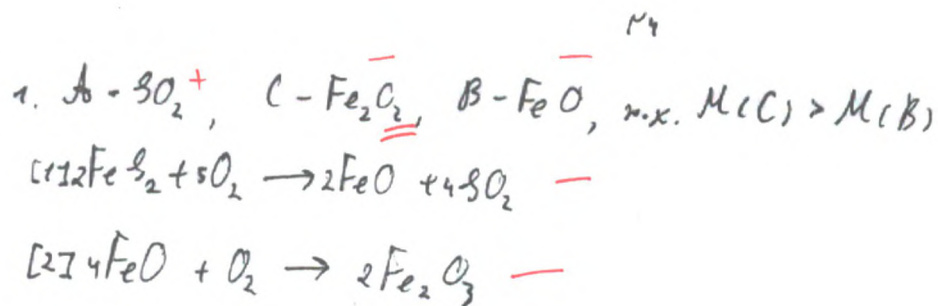 №4
1. A - SO₂ +, C - Fe₂O₂ —, B - FeO —, т.к. M(C) > M(B)
[1] 2FeS₂ + 5O₂ → 2FeO + 4SO₂ —
[2] 4FeO + O₂ → 2Fe₂O₃ —